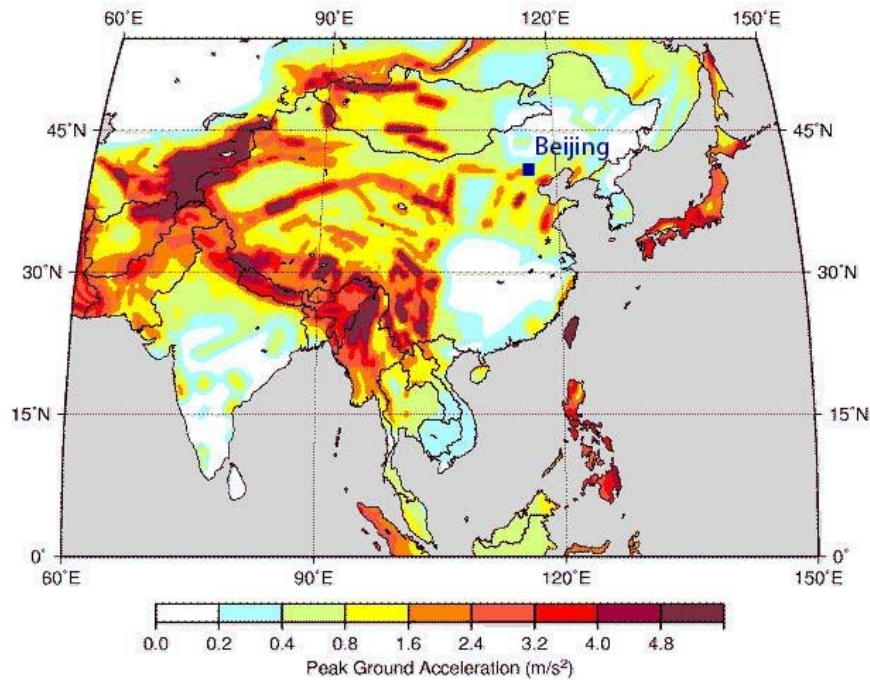 60˚E 90˚E 120˚E 150˚E
45˚N 45˚N
Beijing
30˚N 30˚N
15˚N 15˚N
0˚ 0˚
60˚E 90˚E 120˚E 150˚E
0.0 0.2 0.4 0.8 1.6 2.4 3.2 4.0 4.8
Peak Ground Acceleration (m/s²)